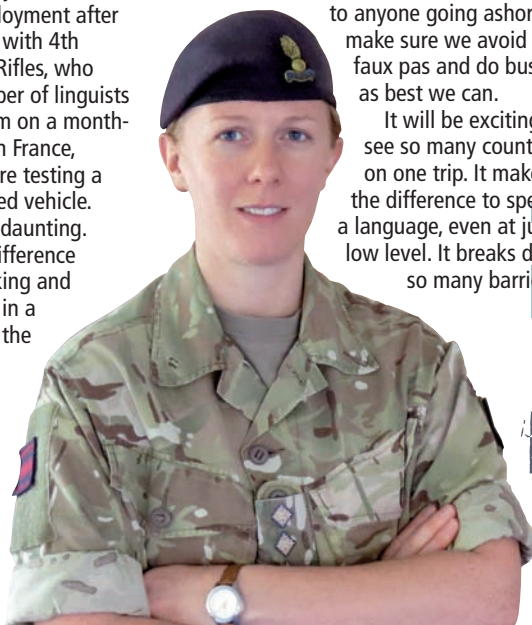 loyment after
with 4th
Rifles, who
ber of linguists
m on a month-
n France,
re testing a
ed vehicle.
daunting.
ifference
king and
in a
the
to anyone going ashor
make sure we avoid
faux pas and do bus
as best we can.
It will be exciting
see so many count
on one trip. It make
the difference to spe
a language, even at ju
low level. It breaks d
so many barri